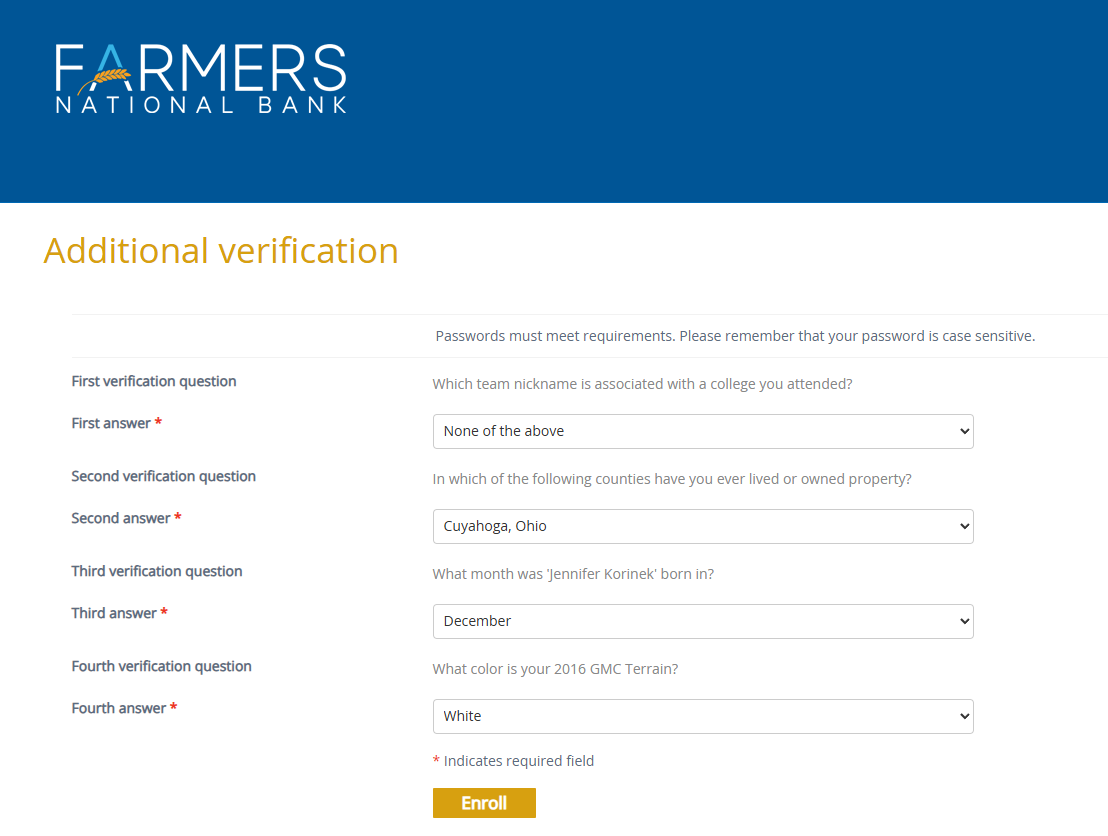 FARMERS
NATIONAL BANK
Additional verification
Passwords must meet requirements. Please remember that your password is case sensitive.
First verification question
Which team nickname is associated with a college you attended?
First answer *
None of the above
Second verification question
In which of the following counties have you ever lived or owned property?
Second answer *
Cuyahoga, Ohio
Third verification question
What month was 'Jennifer Korinek' born in?
Third answer *
December
Fourth verification question
What color is your 2016 GMC Terrain?
Fourth answer *
White
* Indicates required field
Enroll